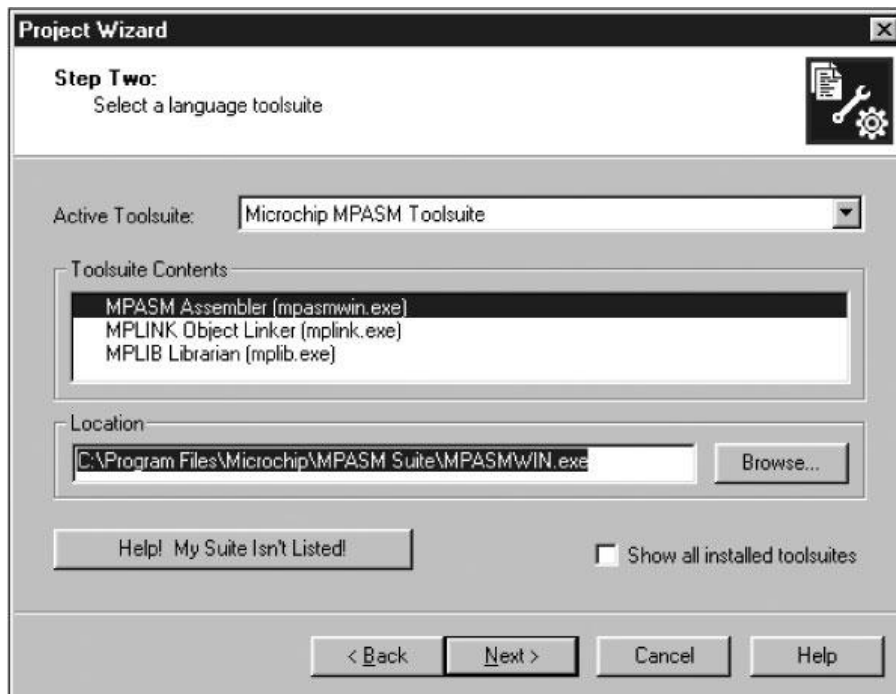 Project Wizard
Step Two:
Select a language toolsuite
Active Toolsuite: Microchip MPASM Toolsuite
Toolsuite Contents
MPASM Assembler (mpasmwin.exe)
MPLINK Object Linker (mplink.exe)
MPLIB Librarian (mplib.exe)
Location
C:\Program Files\Microchip\MPASM Suite\MPASMWIN.exe Browse...
Help! My Suite Isn't Listed! Show all installed toolsuites
< Back Next > Cancel Help